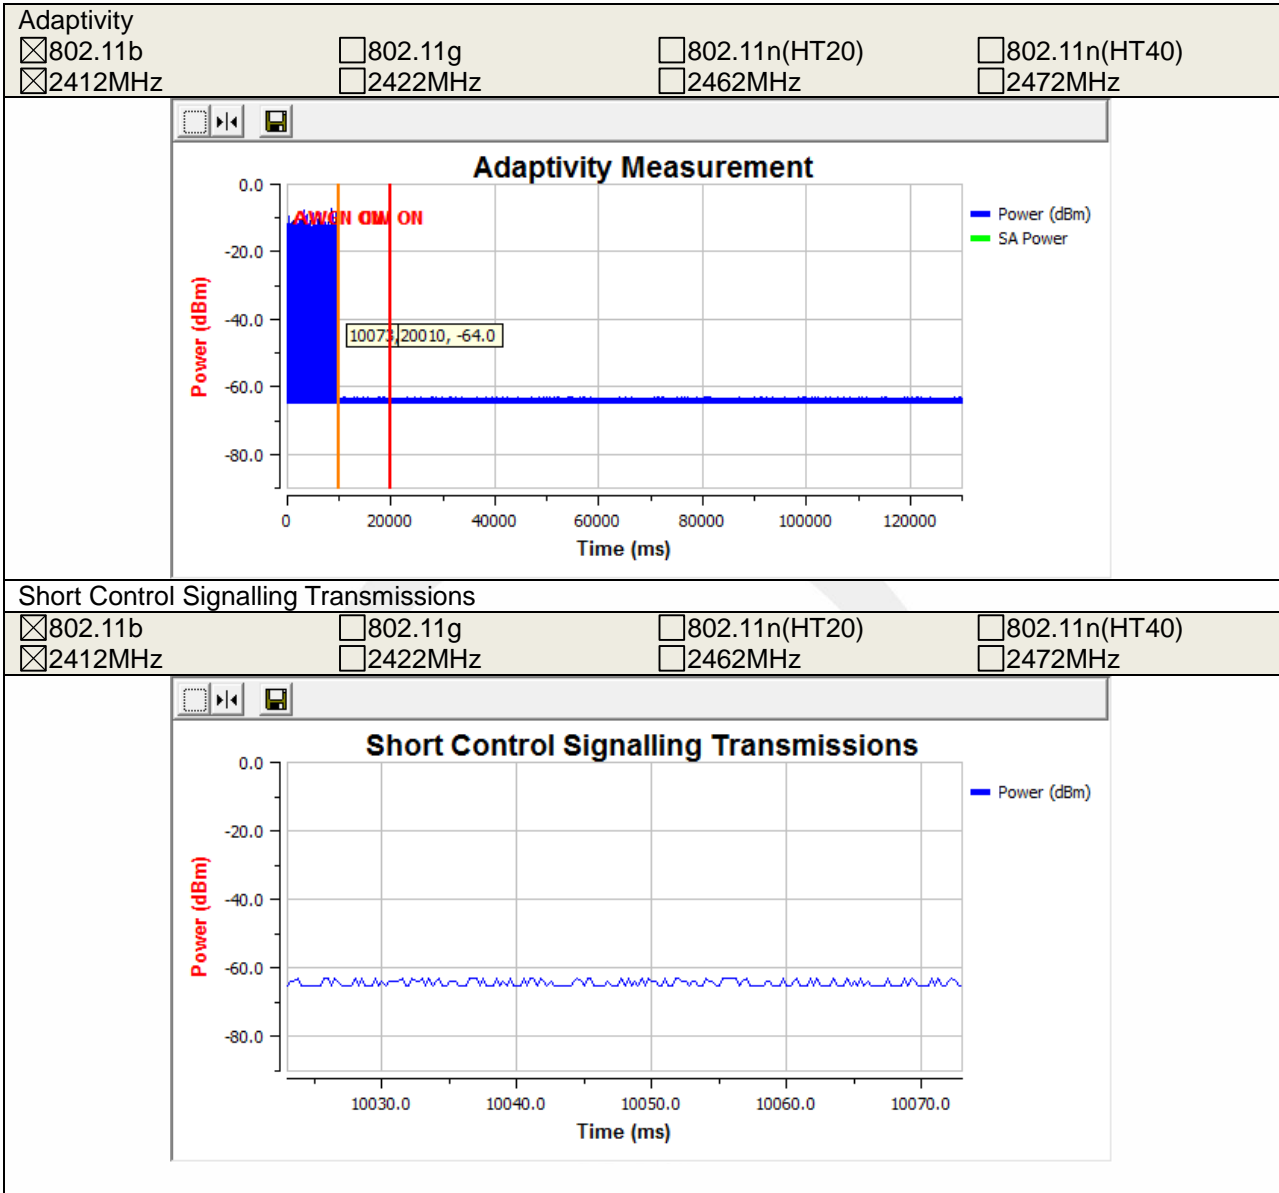 Adaptivity
☒802.11b ☐802.11g ☐802.11n(HT20) ☐802.11n(HT40)
☒2412MHz ☐2422MHz ☐2462MHz ☐2472MHz
Adaptivity Measurement
Power (dBm)
0.0
-20.0
-40.0
-60.0
-80.0
ON
10073, 20010, -64.0
Power (dBm)
SA Power
0 20000 40000 60000 80000 100000 120000
Time (ms)
Short Control Signalling Transmissions
☒802.11b ☐802.11g ☐802.11n(HT20) ☐802.11n(HT40)
☒2412MHz ☐2422MHz ☐2462MHz ☐2472MHz
Short Control Signalling Transmissions
Power (dBm)
0.0
-20.0
-40.0
-60.0
-80.0
Power (dBm)
10030.0 10040.0 10050.0 10060.0 10070.0
Time (ms)